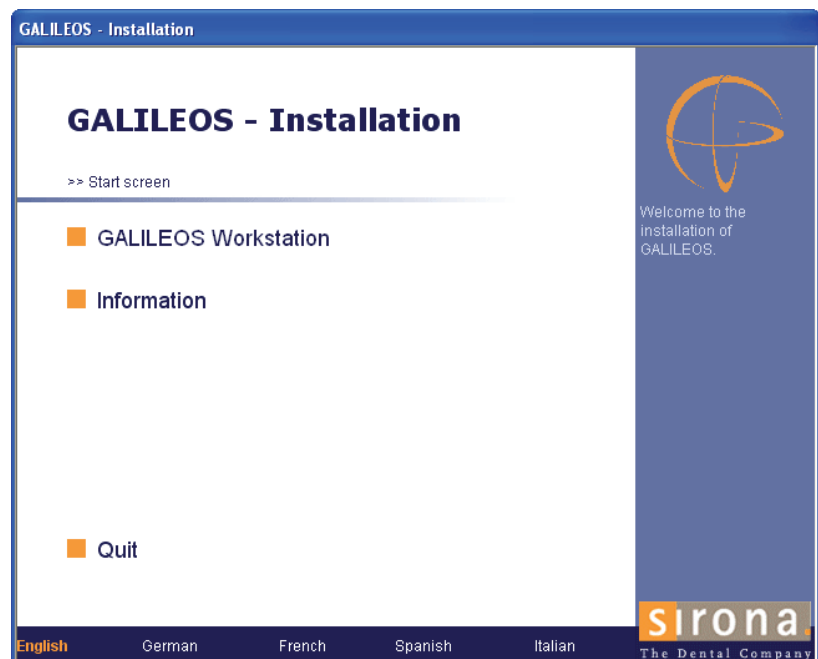 GALILEOS - Installation
GALILEOS - Installation
>> Start screen
GALILEOS Workstation
Information
Quit
Welcome to the
installation of
GALILEOS.
English German French Spanish Italian
sirona.
The Dental Company